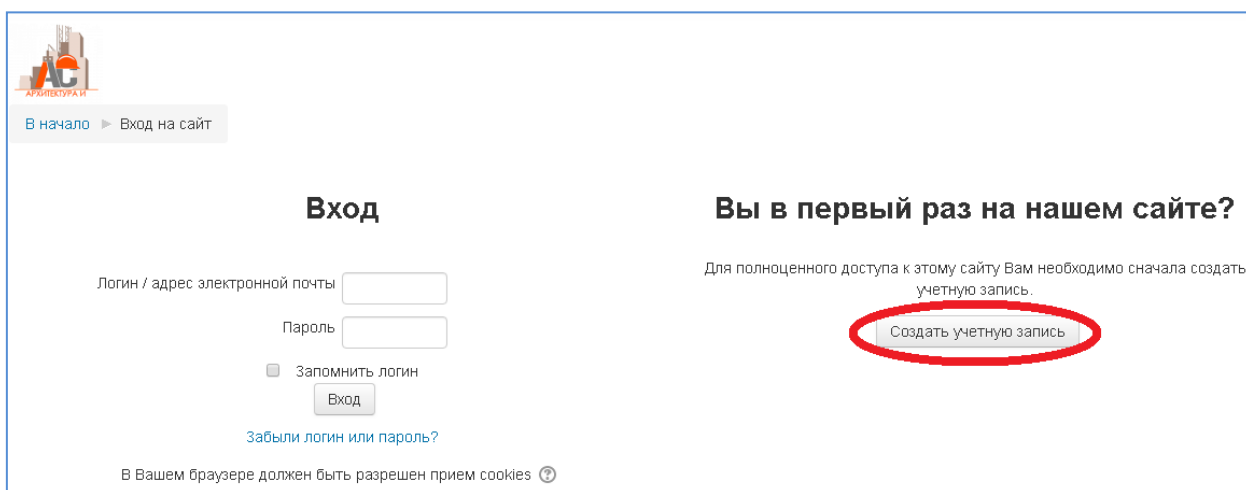 АС
АРХИТЕКТУРА И
В начало ► Вход на сайт
Вход
Логин / адрес электронной почты
Пароль
Запомнить логин
Вход
Забыли логин или пароль?
В Вашем браузере должен быть разрешен прием cookies
Вы в первый раз на нашем сайте?
Для полноценного доступа к этому сайту Вам необходимо сначала создать
учетную запись.
Создать учетную запись